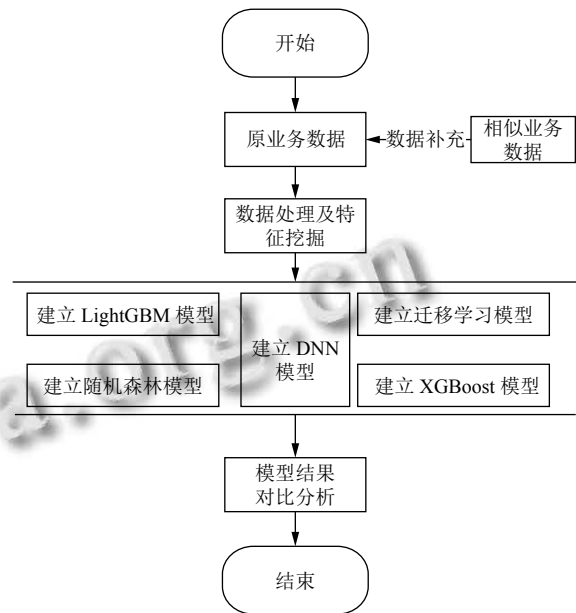 开始
原业务数据
数据补充
相似业务
数据
数据处理及特
征挖掘
建立 LightGBM 模型
建立 DNN
模型
建立迁移学习模型
建立随机森林模型
建立 XGBoost 模型
模型结果
对比分析
结束
a.org.cn